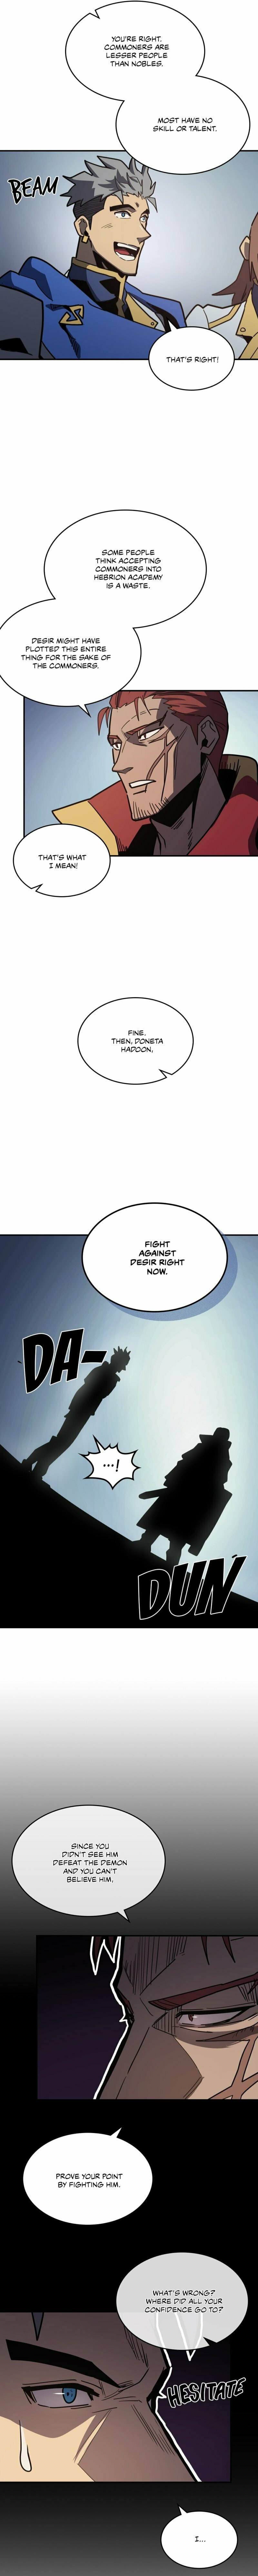 YOU'RE RIGHT.
COMMONERS ARE
LESSER PEOPLE
THAN NOBLES.
MOST HAVE NO
SKILL OR TALENT.
BEAM
THAT'S RIGHT!
SOME PEOPLE
THINK ACCEPTING
COMMONERS INTO
HEBRION ACADEMY
IS A WASTE.
DESIR MIGHT HAVE
PLOTTED THIS ENTIRE
THING FOR THE SAKE OF
THE COMMONERS.
THAT'S WHAT
I MEAN!
FINE.
THEN, DONETA
HADOON,
FIGHT
AGAINST
DESIR RIGHT
NOW.
DA-
...!
DUN
SINCE YOU
DIDN'T SEE HIM
DEFEAT THE DEMON
AND YOU CAN'T
BELIEVE HIM,
PROVE YOUR POINT
BY FIGHTING HIM.
WHAT'S WRONG?
WHERE DID ALL YOUR
CONFIDENCE GO TO?
HESITATE
I...